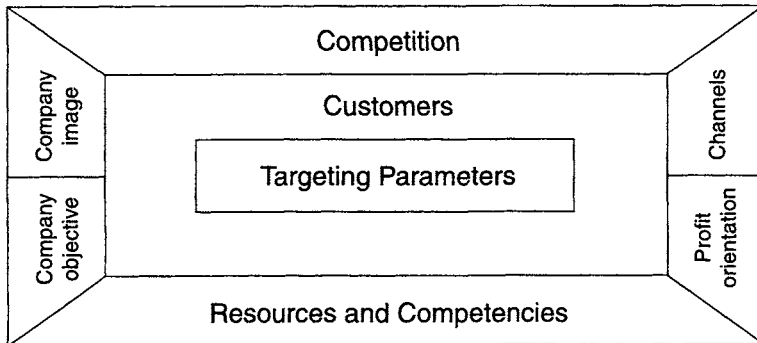 Competition
Company
image
Customers
Channels
Targeting Parameters
Company
objective
Profit
orientation
Resources and Competencies